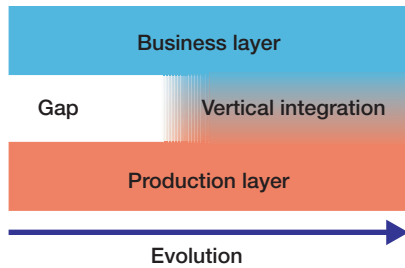 Business layer
Gap
Vertical integration
Production layer
Evolution